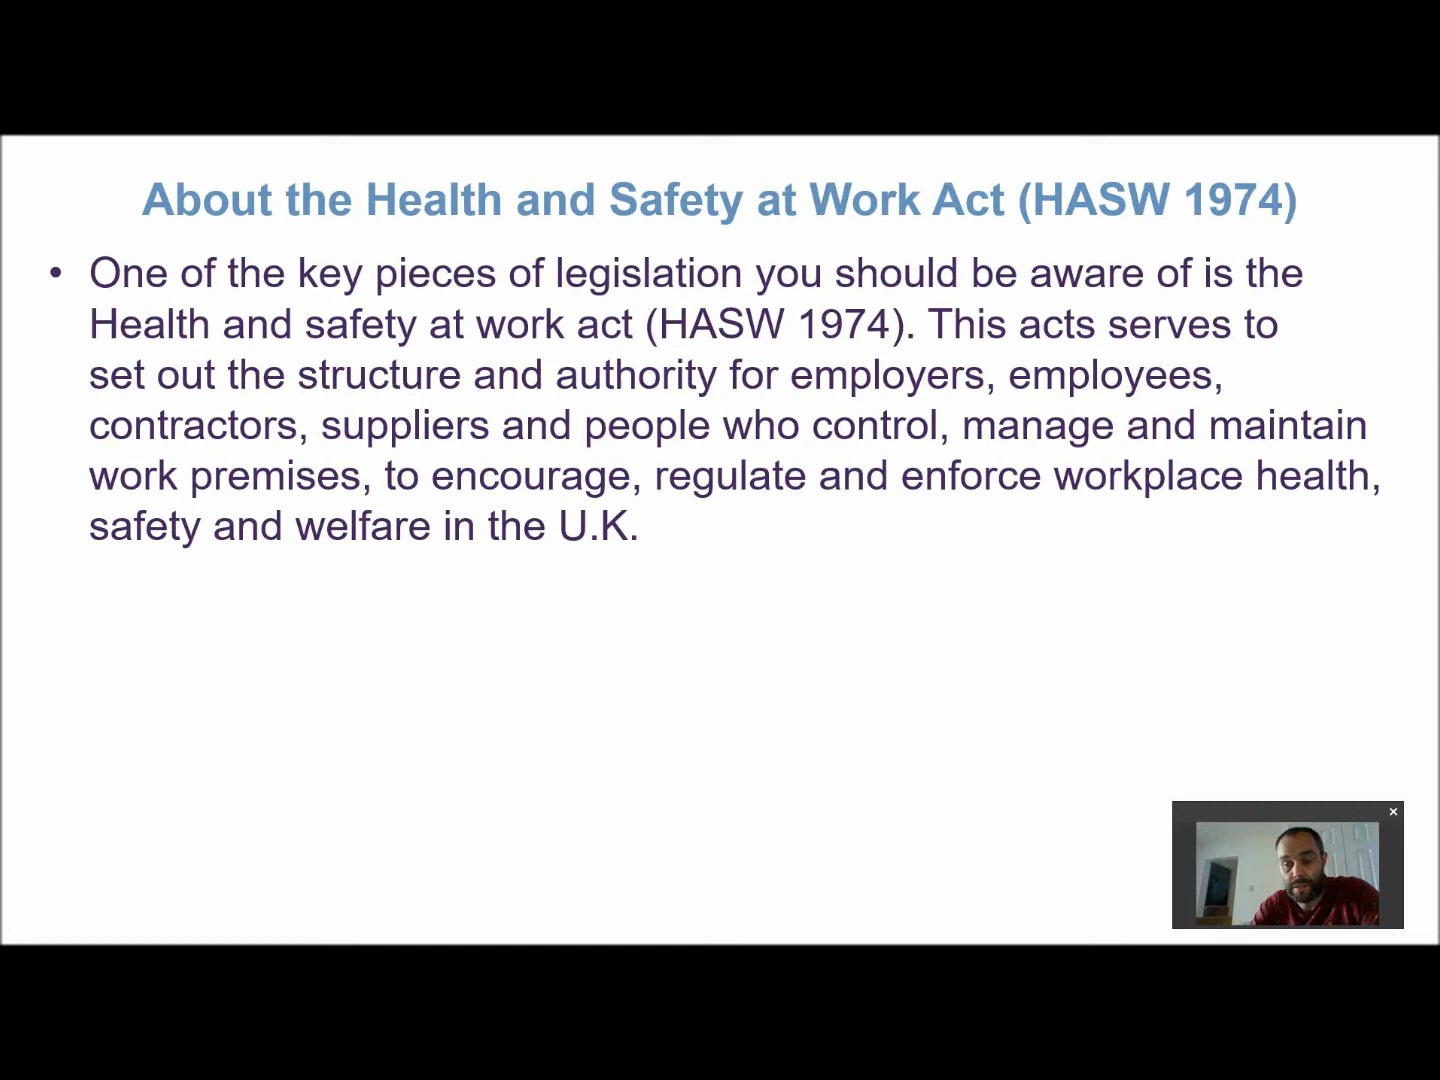 About the Health and Safety at Work Act (HASW 1974)
• One of the key pieces of legislation you should be aware of is the
Health and safety at work act (HASW 1974). This acts serves to
set out the structure and authority for employers, employees,
contractors, suppliers and people who control, manage and maintain
work premises, to encourage, regulate and enforce workplace health,
safety and welfare in the U.K.